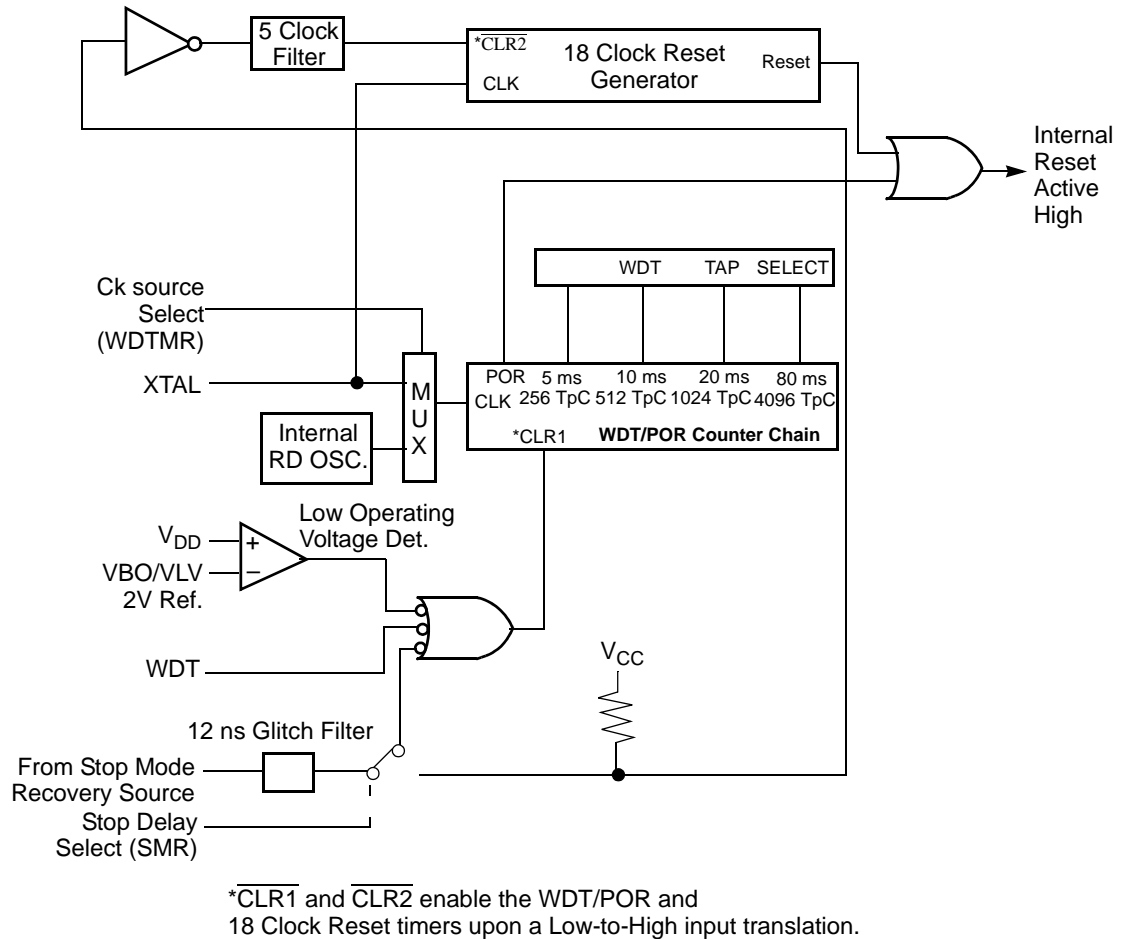 5 Clock
Filter
*CLR2
CLK
18 Clock Reset
Generator
Reset
Internal
Reset
Active
High
WDT TAP SELECT
Ck source
Select
(WDTMR)
XTAL
Internal
RD OSC.
M
U
X
POR 5 ms 10 ms 20 ms 80 ms
CLK 256 TpC 512 TpC 1024 TpC 4096 TpC
*CLR1 WDT/POR Counter Chain
Low Operating
Voltage Det.
VDD
+
VBO/VLV
−
2V Ref.
WDT
VCC
12 ns Glitch Filter
From Stop Mode
Recovery Source
Stop Delay
Select (SMR)
*CLR1 and CLR2 enable the WDT/POR and
18 Clock Reset timers upon a Low-to-High input translation.